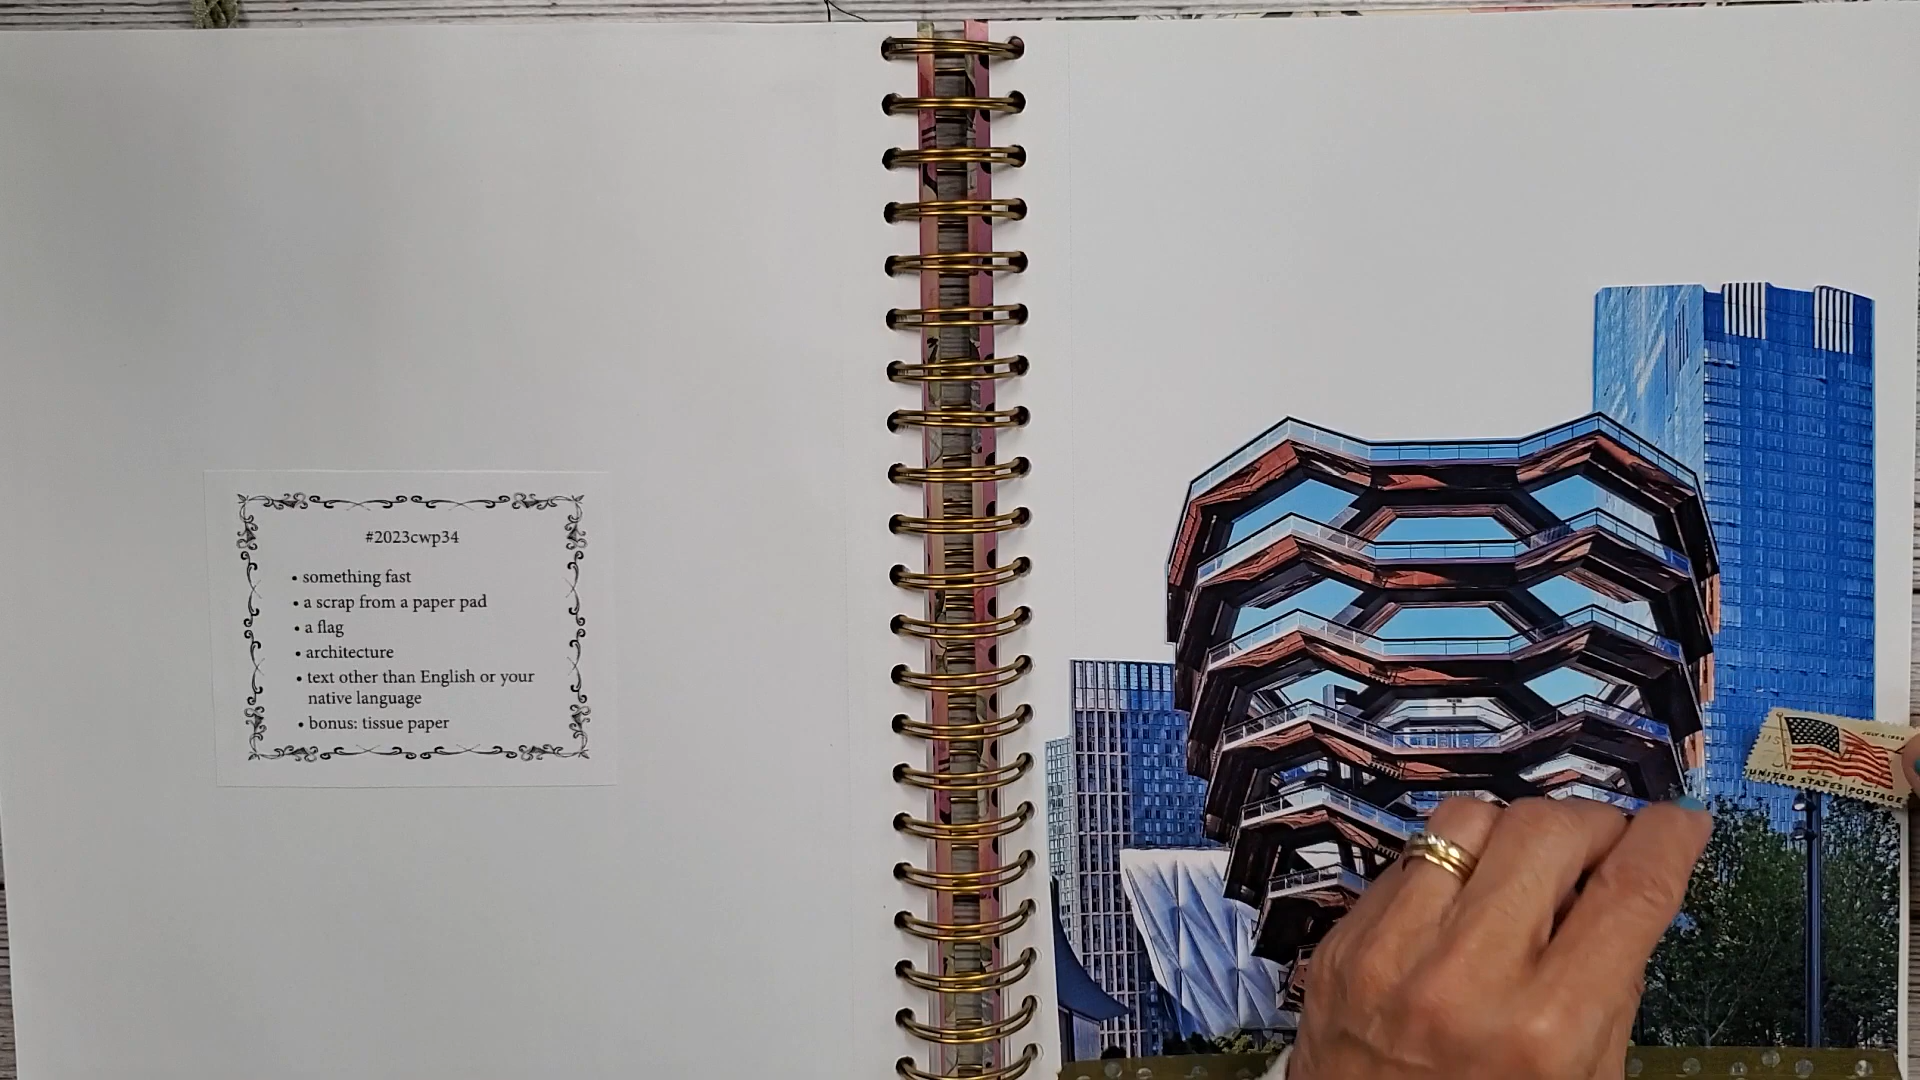 #2023cwp34
• something fast
• a scrap from a paper pad
• a flag
• architecture
• text other than English or your
native language
• bonus: tissue paper
UNITED STATES POSTAGE